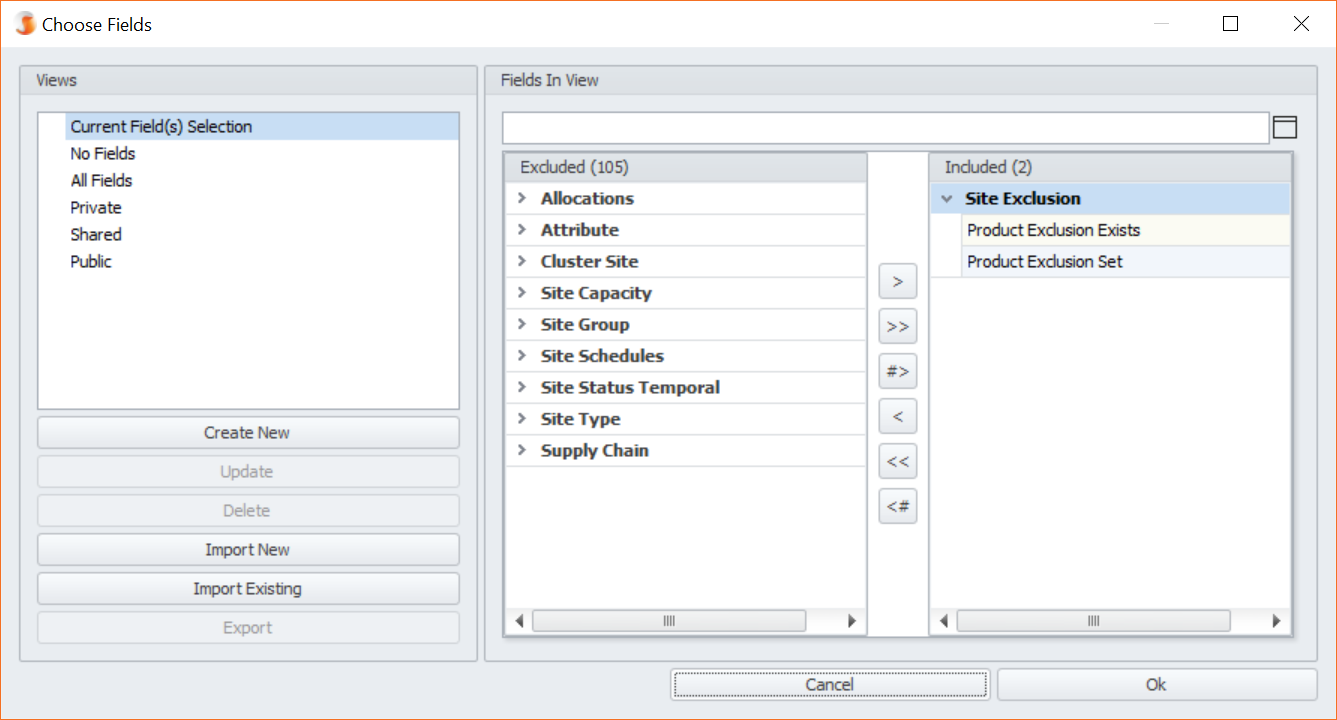 Choose Fields
Views
Current Field(s) Selection
No Fields
All Fields
Private
Shared
Public
Create New
Update
Delete
Import New
Import Existing
Export
Fields In View
Excluded (105)
Allocations
Attribute
Cluster Site
Site Capacity
Site Group
Site Schedules
Site Status Temporal
Site Type
Supply Chain
>
>>
#>
<
<<
<#
Included (2)
Site Exclusion
Product Exclusion Exists
Product Exclusion Set
Cancel
Ok